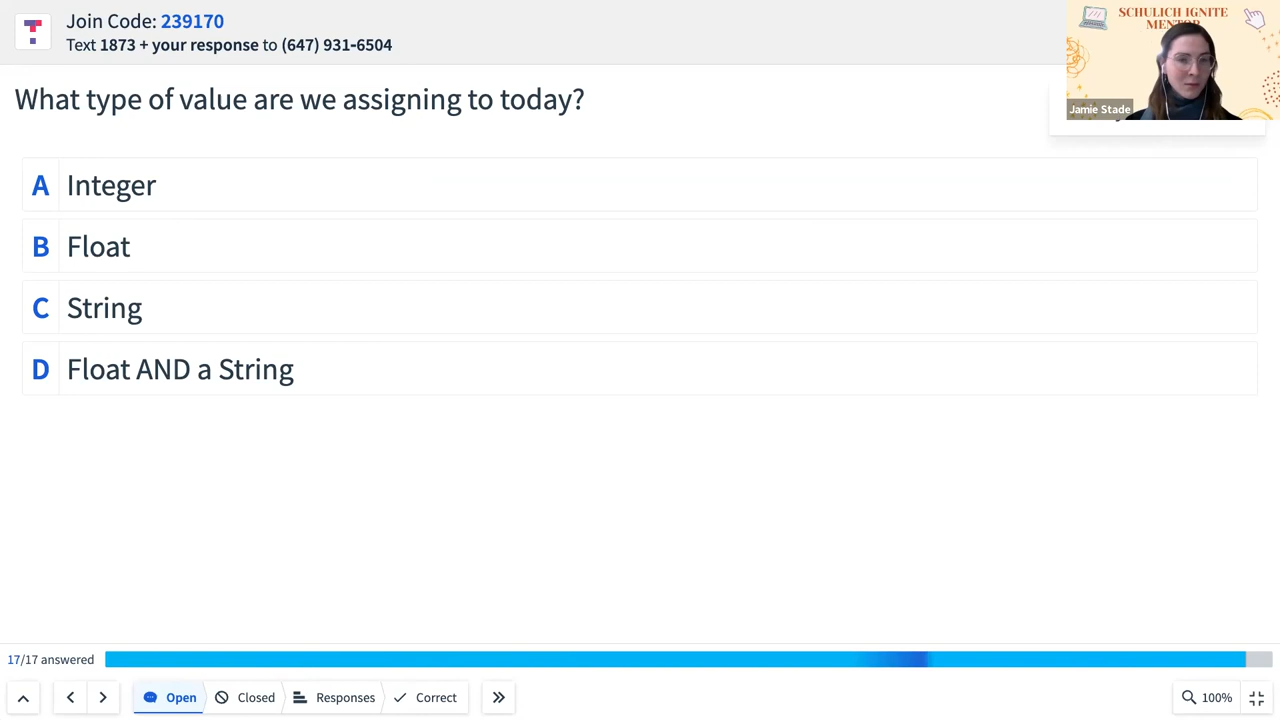 Join Code: 239170
Text 1873 + your response to (647) 931-6504
SCHULICH IGNITE
MENTOR
Jamie Stade
What type of value are we assigning to today?
A Integer
B Float
C String
D Float AND a String
17/17 answered
Open
Closed
Responses
Correct
100%